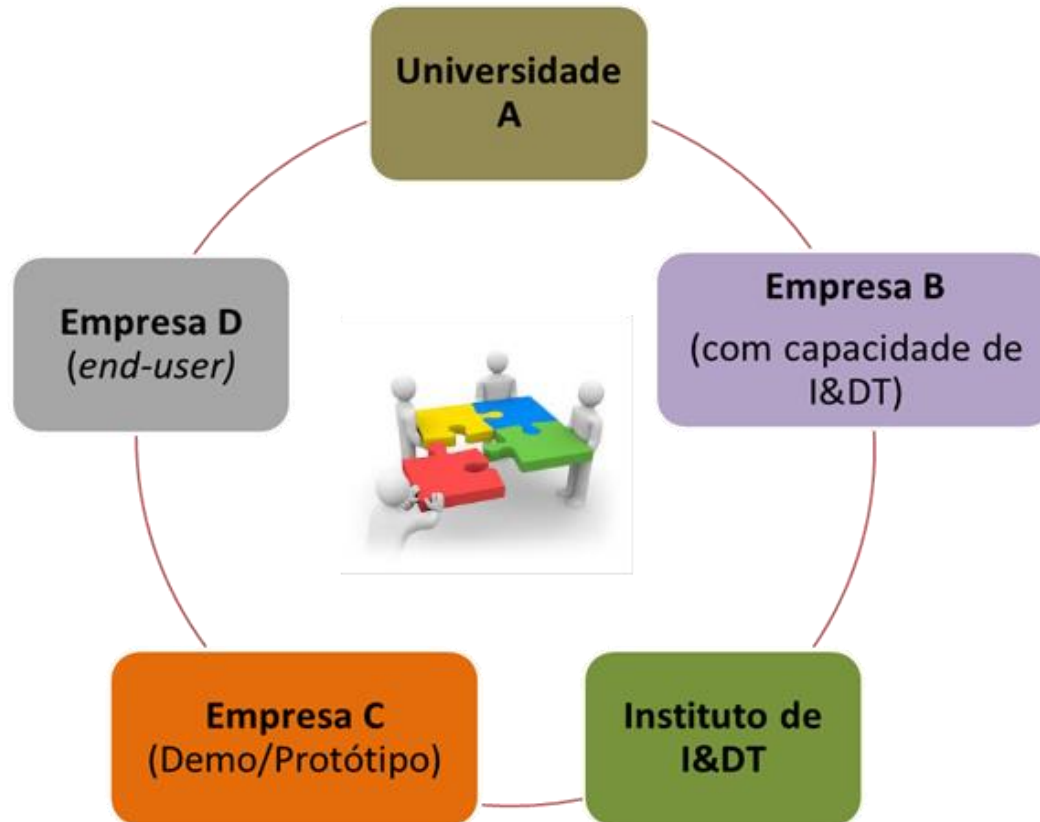 Universidade
A
Empresa B
(com capacidade de
I&DT)
Instituto de
I&DT
Empresa C
(Demo/Protótipo)
Empresa D
(end-user)